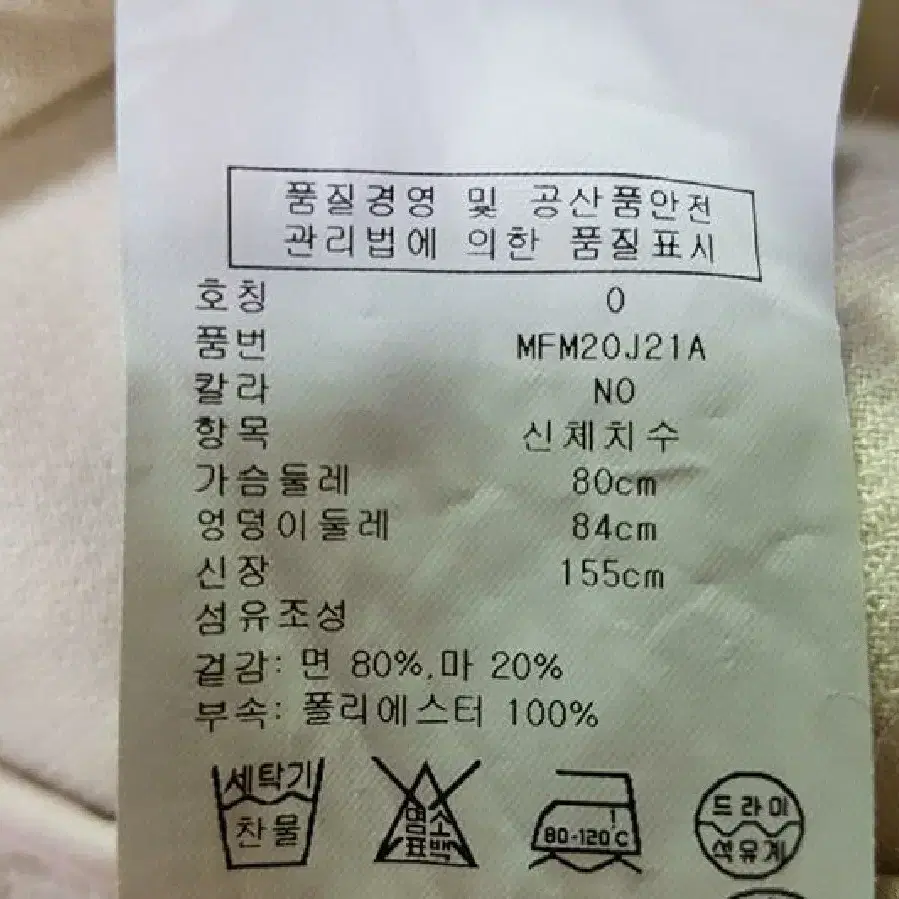 품질경영 및 공산품안전
관리법에 의한 품질표시
호칭 0
품번 MFM20J21A
칼라 NO
항목 신체치수
가슴둘레 80cm
엉덩이둘레 84cm
신장 155cm
섬유조성
겉감: 면 80%,마 20%
부속: 폴리에스터 100%
세탁기 찬물
염소 표백
80-120℃
드라이 석유계